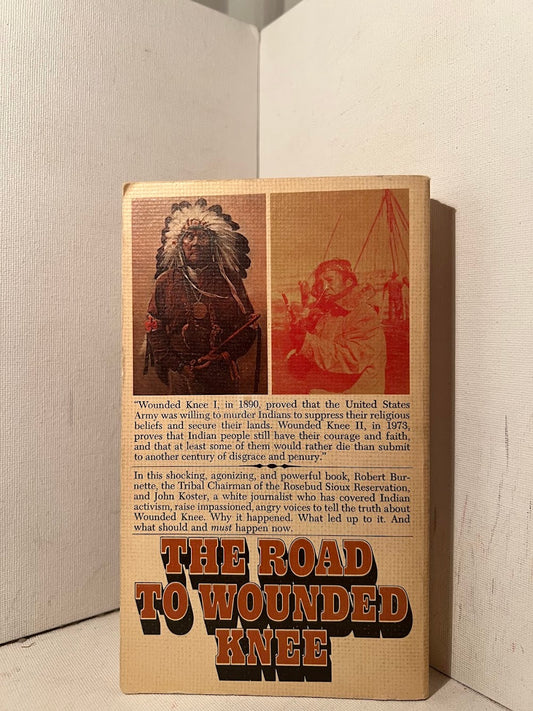 "Wounded Knee I, in 1890, proved that the United States
Army was willing to murder Indians to suppress their religious
beliefs and secure their lands. Wounded Knee II, in 1973,
proves that Indian people still have their courage and faith,
and that at least some of them would rather die than submit
to another century of disgrace and penury."
In this shocking, agonizing, and powerful book, Robert Bur-
nette, the Tribal Chairman of the Rosebud Sioux Reservation,
and John Koster, a white journalist who has covered Indian
activism, raise impassioned, angry voices to tell the truth about
Wounded Knee. Why it happened. What led up to it. And
what should and must happen now.
THE ROAD
TO WOUNDED
KNEE